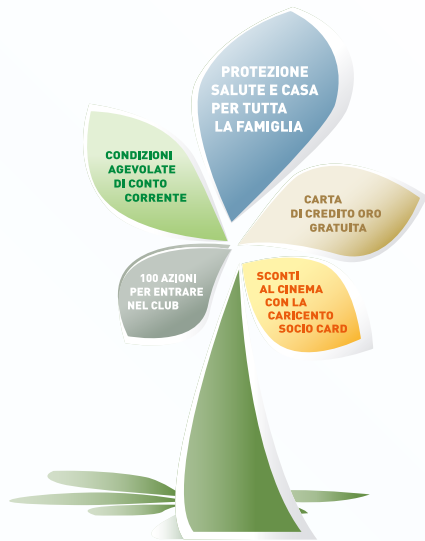 PROTEZIONE
SALUTE E CASA
PER TUTTA
LA FAMIGLIA
CONDIZIONI
AGEVOLATE
DI CONTO
CORRENTE
CARTA
DI CREDITO ORO
GRATUITA
100 AZIONI
PER ENTRARE
NEL CLUB
SCONTI
AL CINEMA
CON LA
CARICENTO
SOCIO CARD